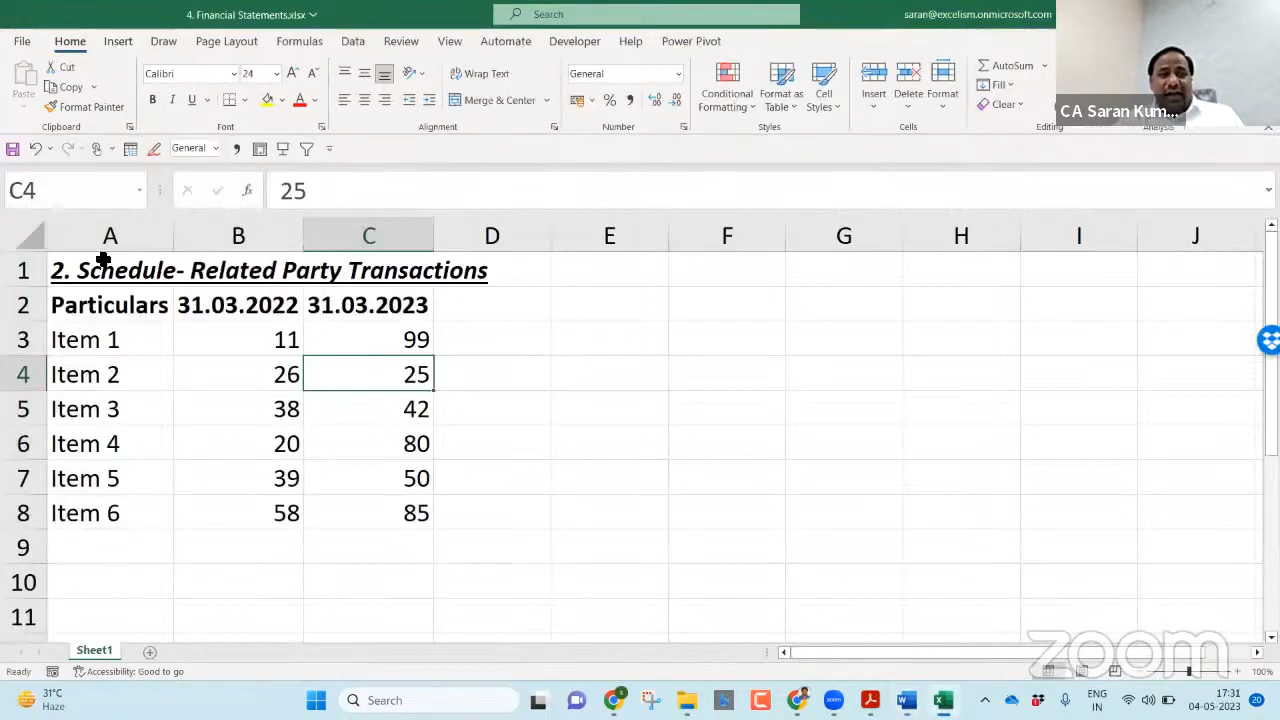 4. Financial Statements.xlsx
Search
saran@excelism.onmicrosoft.com
File Home Insert Draw Page Layout Formulas Data Review View Automate Developer Help Power Pivot
Paste
Cut
Copy
Format Painter
Clipboard
Calibri 24
B I U
Font
Wrap Text
Merge & Center
Alignment
General
Number
Conditional Formatting
Format as Table
Cell Styles
Styles
Insert Delete Format
Cells
AutoSum
Fill
Clear
Editing
Analysis
CA Saran Kum...
General
C4 fx 25
A B C D E F G H I J
1 2. Schedule- Related Party Transactions
2 Particulars 31.03.2022 31.03.2023
3 Item 1 11 99
4 Item 2 26 25
5 Item 3 38 42
6 Item 4 20 80
7 Item 5 39 50
8 Item 6 58 85
9
10
11
zoom
Sheet1
Ready Accessibility: Good to go 100%
31°C
Haze
Search
ENG
IN
17:31
04-05-2023
20